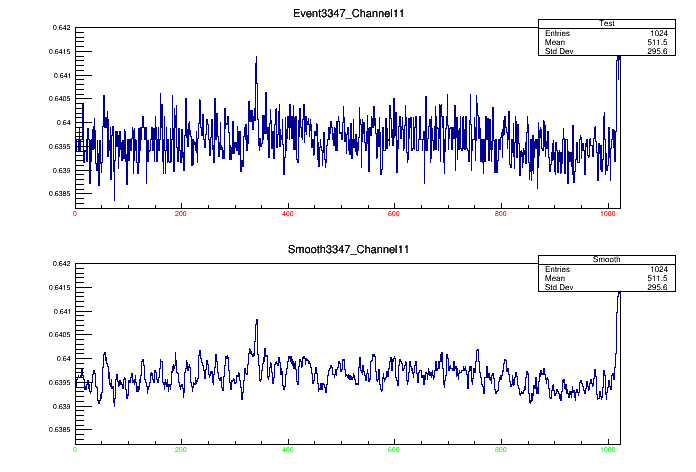 Event3347_Channel11
Test
Entries 1024
Mean 511.5
Std Dev 295.6
0.642
0.6415
0.641
0.6405
0.64
0.6395
0.639
0.6385
0 200 400 600 800 1000
Smooth3347_Channel11
Smooth
Entries 1024
Mean 511.5
Std Dev 295.6
0.642
0.6415
0.641
0.6405
0.64
0.6395
0.639
0.6385
0 200 400 600 800 1000